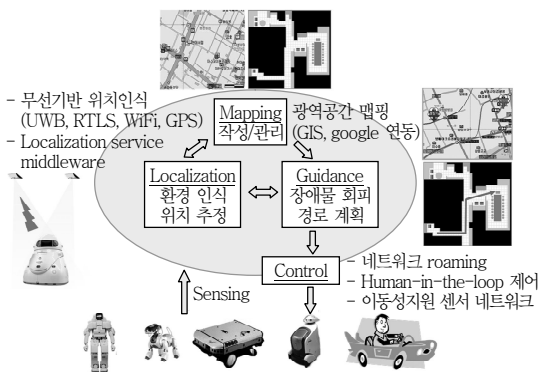 - 무선기반 위치인식
(UWB, RTLS, WiFi, GPS)
- Localization service
middleware
Mapping
작성/관리
광역공간 맵핑
(GIS, google 연동)
Localization
환경 인식
위치 추정
Guidance
장애물 회피
경로 계획
Control
- 네트워크 roaming
- Human-in-the-loop 제어
- 이동성지원 센서 네트워크
Sensing